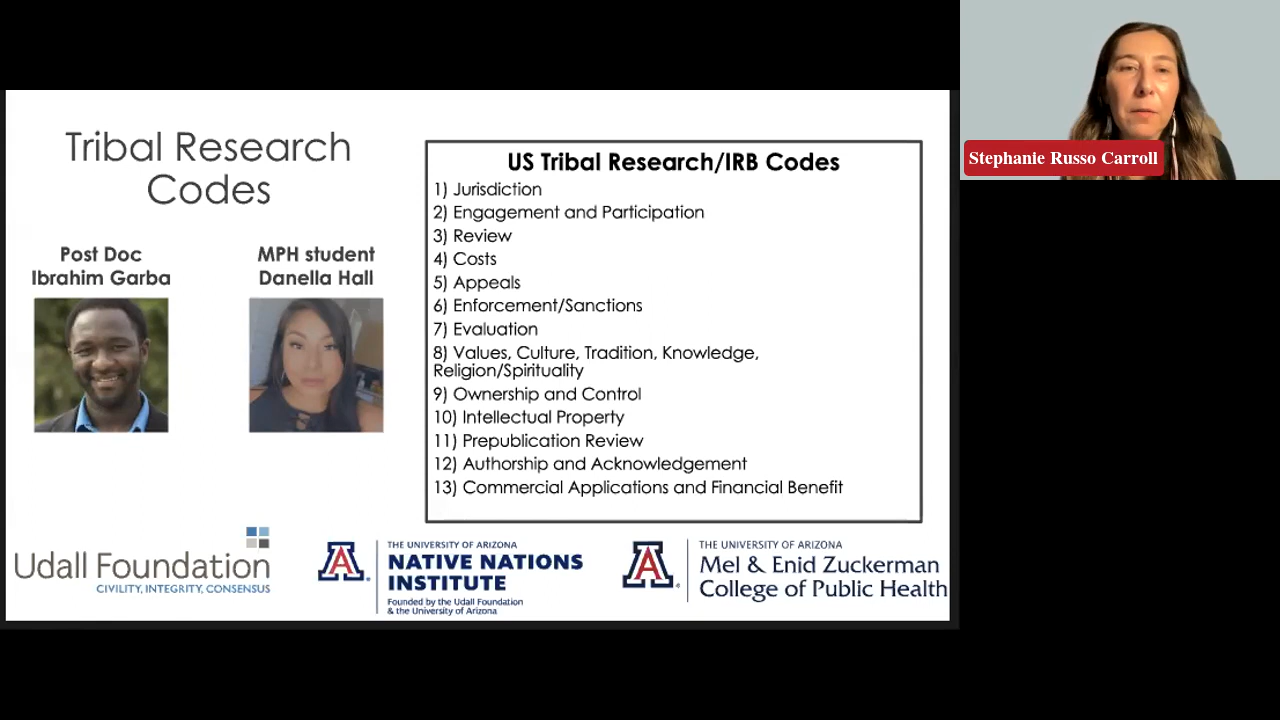 Tribal Research
Codes
Post Doc
Ibrahim Garba
MPH student
Danella Hall
US Tribal Research/IRB Codes
1) Jurisdiction
2) Engagement and Participation
3) Review
4) Costs
5) Appeals
6) Enforcement/Sanctions
7) Evaluation
8) Values, Culture, Tradition, Knowledge,
Religion/Spirituality
9) Ownership and Control
10) Intellectual Property
11) Prepublication Review
12) Authorship and Acknowledgement
13) Commercial Applications and Financial Benefit
Udall Foundation
CIVILITY, INTEGRITY, CONSENSUS
A
THE UNIVERSITY OF ARIZONA
NATIVE NATIONS
INSTITUTE
Founded by the Udall Foundation
& the University of Arizona
A
THE UNIVERSITY OF ARIZONA
Mel & Enid Zuckerman
College of Public Health
Stephanie Russo Carroll